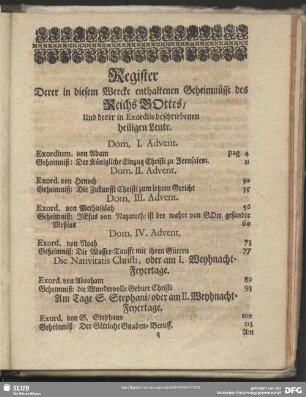 Register
Derer in diesem Wercke enthaltenen Geheimnüsse des
Reichs GOttes/
Und derer in Exordiis beschriebenen
heiligen Leute.
Dom. I. Advent.
Exordium. von Adam pag. 4
Geheimniß: Der Königliche Einzug Christi zu Jerusalem. 11
Dom. II. Advent.
Exord. von Henoch 30
Geheimniß: Die Zukunfft Christi zum letzten Gericht 35
Dom. III. Advent.
Exord. von Methusalah 56
Geheimniß: JEsus von Nazareth/ ist der wahre von GOtt gesandte
Meßias 60
Dom. IV. Advent.
Exord. von Noah 73
Geheimniß: Die Wasser-Tauffe mit ihren Gütern 77
Die Nativitatis Christi, oder am I. Weyhnacht-
Feyertage.
Exord. von Abraham 89
Geheimniß: die Wundervolle Geburt Christi 93
Am Tage S. Stephani/ oder am II. Weyhnacht-
Feyertage.
Exord. von S. Stephano 109
Geheimniß: Der Göttliche Gnaden-Beruff. 113
Am
SLUB
Wir führen Wissen.